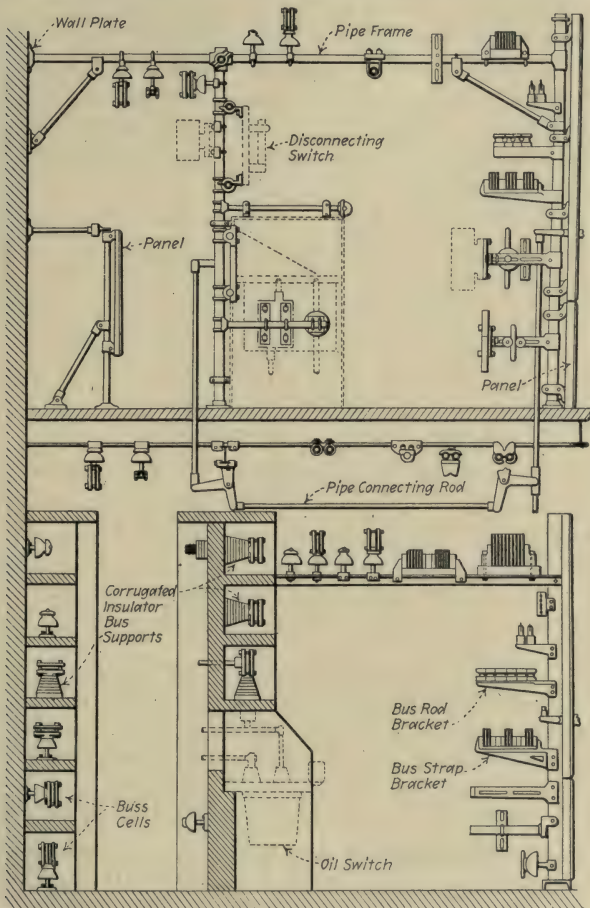 Wall Plate
Pipe Frame
Disconnecting
Switch
Panel
Panel
Pipe Connecting Rod
Corrugated
Insulator
Bus
Supports
Bus Rod
Bracket
Bus Strap
Bracket
Buss
Cells
Oil Switch